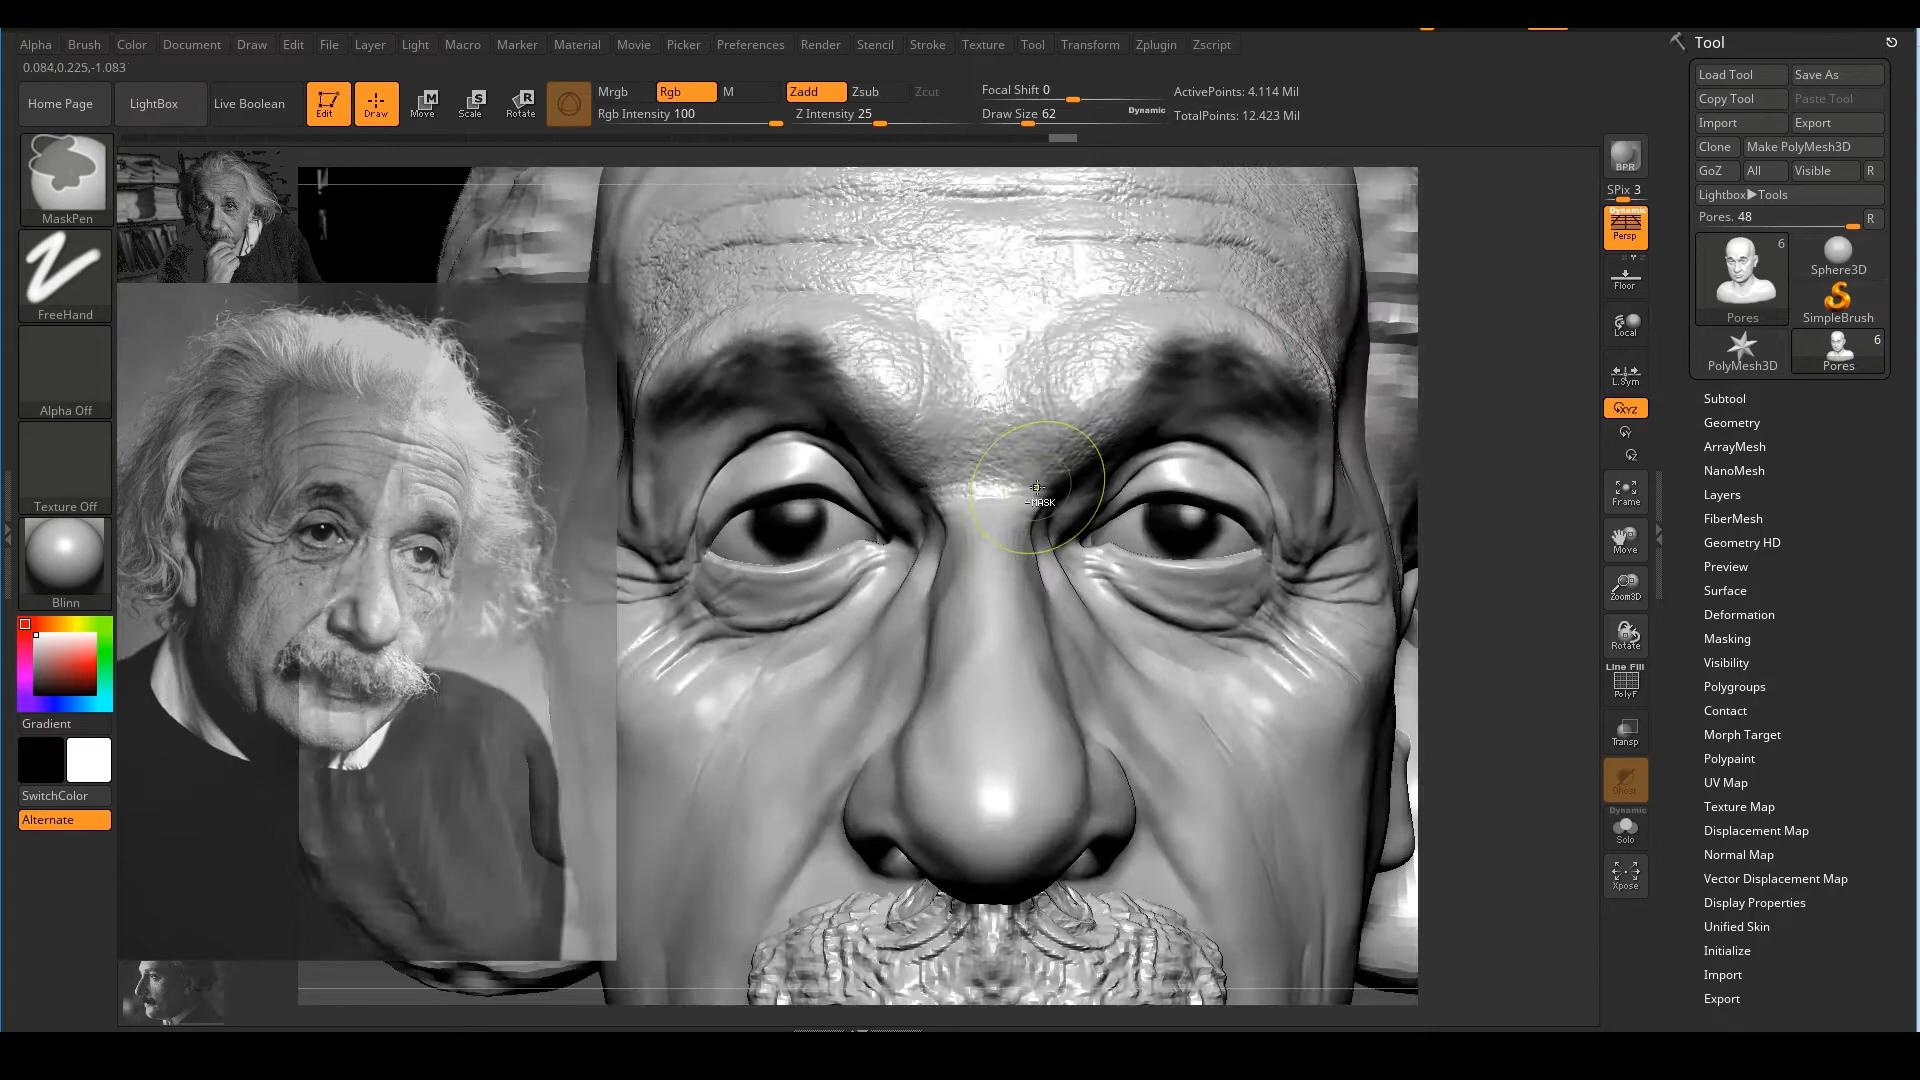 Alpha Brush Color Document Draw Edit File Layer Light Macro Marker Material Movie Picker Preferences Render Stencil Stroke Texture Tool Transform Zplugin Zscript
0.084,0.225,-1.083
Home Page
LightBox
Live Boolean
Edit
Draw
Move
Scale
Rotate
Mrgb Rgb M
Rgb Intensity 100
Zadd Zsub Zcut
Z Intensity 25
Focal Shift 0
Draw Size 62
Dynamic
ActivePoints: 4.114 Mil
TotalPoints: 12.423 Mil
MaskPen
FreeHand
Alpha Off
Texture Off
Blinn
Gradient
SwitchColor
Alternate
-MASK
BPR
SPix 3
Dynamic
Persp
Floor
Local
L.Sym
XYZ
Y
Z
Frame
Move
Zoom3D
Rotate
Line Fill
PolyF
Transp
Ghost
Dynamic
Solo
Xpose
Tool
Load Tool Save As
Copy Tool Paste Tool
Import Export
Clone Make PolyMesh3D
GoZ All Visible R
Lightbox▶Tools
Pores. 48 R
6
Pores
Sphere3D
SimpleBrush
PolyMesh3D
6
Pores
Subtool
Geometry
ArrayMesh
NanoMesh
Layers
FiberMesh
Geometry HD
Preview
Surface
Deformation
Masking
Visibility
Polygroups
Contact
Morph Target
Polypaint
UV Map
Texture Map
Displacement Map
Normal Map
Vector Displacement Map
Display Properties
Unified Skin
Initialize
Import
Export